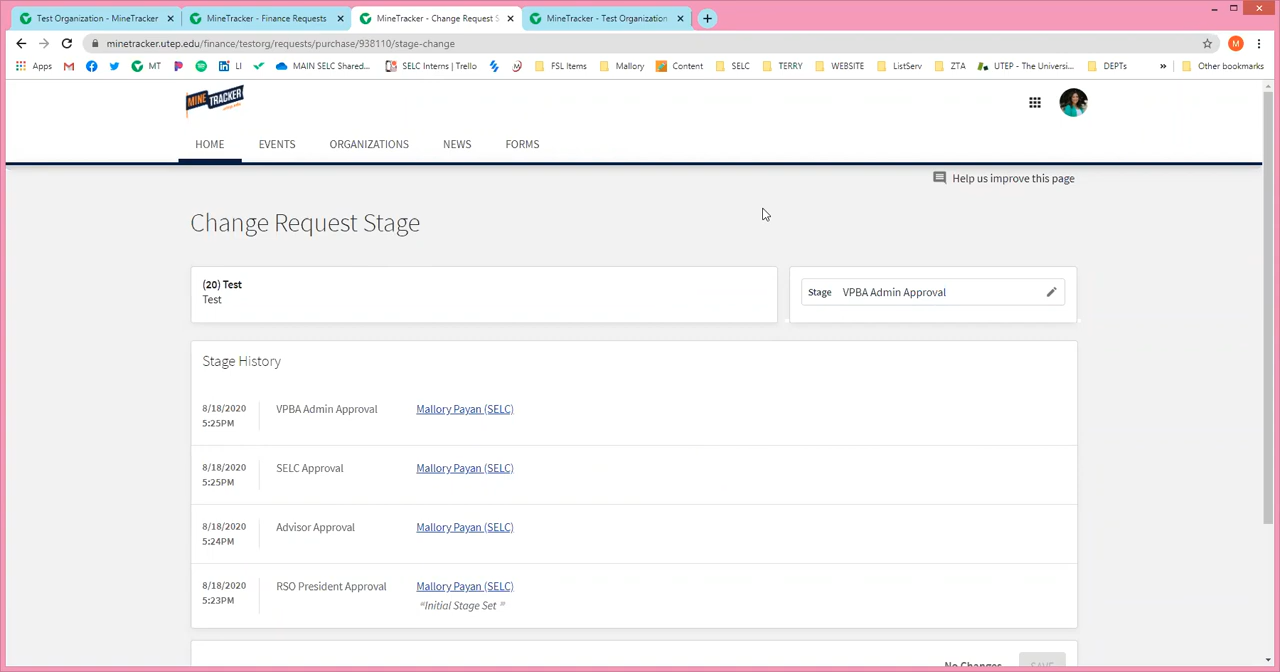 Test Organization - MineTracker
MineTracker - Finance Requests
MineTracker - Change Request S
MineTracker - Test Organization
minetracker.utep.edu/finance/testorg/requests/purchase/938110/stage-change
M
Apps
MT
LI
MAIN SELC Shared...
SELC Interns | Trello
FSL Items
Mallory
Content
SELC
TERRY
WEBSITE
ListServ
ZTA
UTEP - The Universi...
DEPTs
»
Other bookmarks
MINE TRACKER
HOME
EVENTS
ORGANIZATIONS
NEWS
FORMS
Help us improve this page
Change Request Stage
(20) Test
Test
Stage VPBA Admin Approval
Stage History
8/18/2020
5:25PM
VPBA Admin Approval
Mallory Payan (SELC)
8/18/2020
5:25PM
SELC Approval
Mallory Payan (SELC)
8/18/2020
5:24PM
Advisor Approval
Mallory Payan (SELC)
8/18/2020
5:23PM
RSO President Approval
Mallory Payan (SELC)
"Initial Stage Set "
No Changes
SAVE